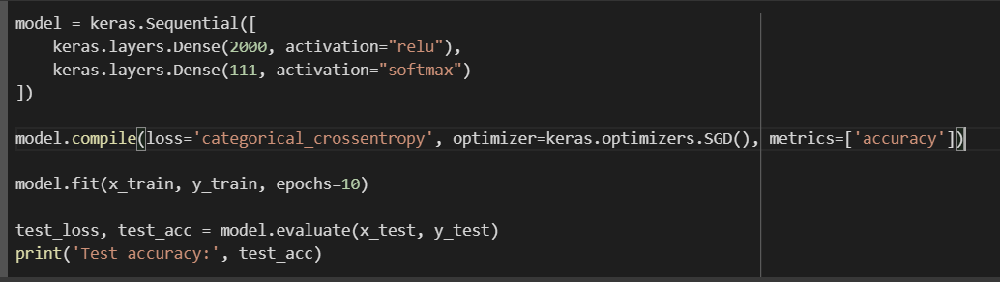 model = keras.Sequential([
    keras.layers.Dense(2000, activation="relu"),
    keras.layers.Dense(111, activation="softmax")
])
model.compile(loss='categorical_crossentropy', optimizer=keras.optimizers.SGD(), metrics=['accuracy'])
model.fit(x_train, y_train, epochs=10)
test_loss, test_acc = model.evaluate(x_test, y_test)
print('Test accuracy:', test_acc)